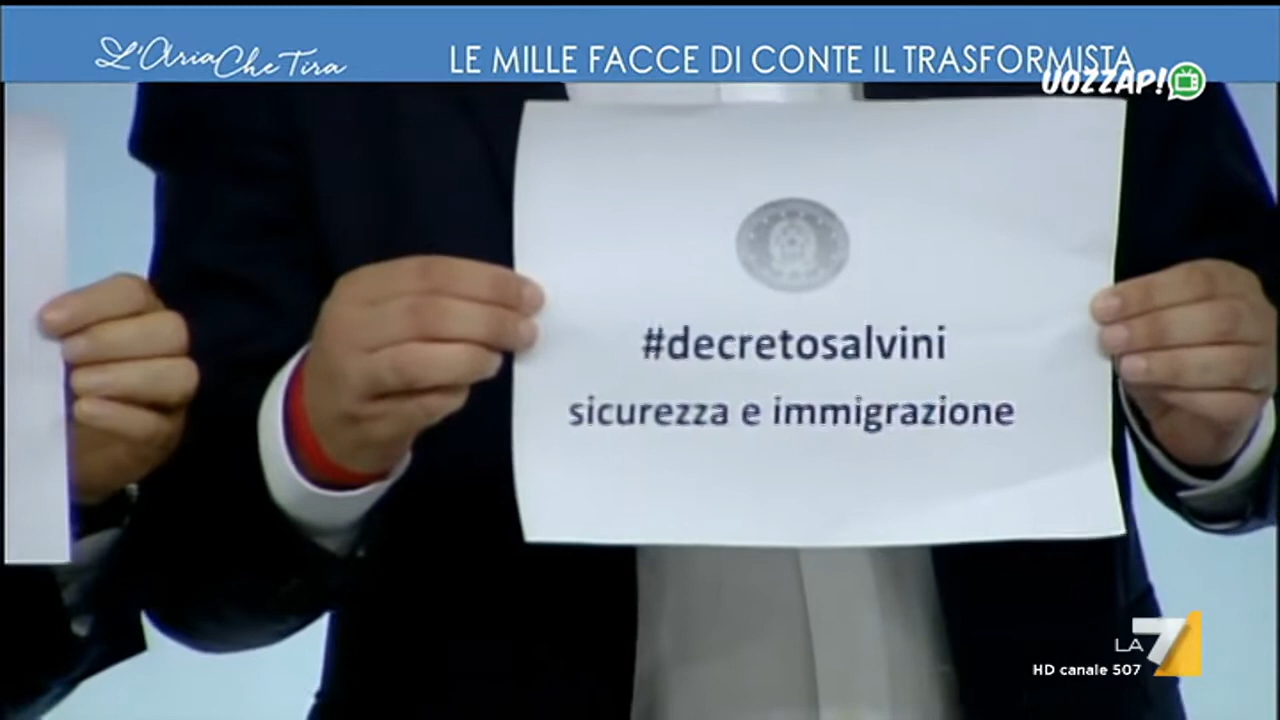 L'Aria Che Tira
LE MILLE FACCE DI CONTE IL TRASFORMISTA
UOZZAP!
#decretosalvini
sicurezza e immigrazione
LA7
HD canale 507